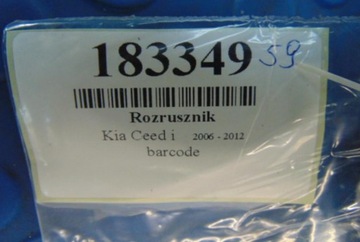 183349 59
Rozrusznik
Kia Ceed i 2006 - 2012
barcode